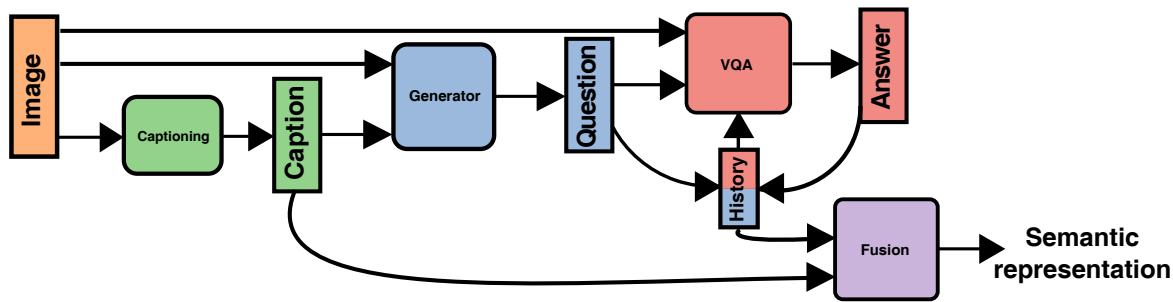 Image
Captioning
Caption
Generator
Question
VQA
Answer
History
Fusion
Semantic
representation